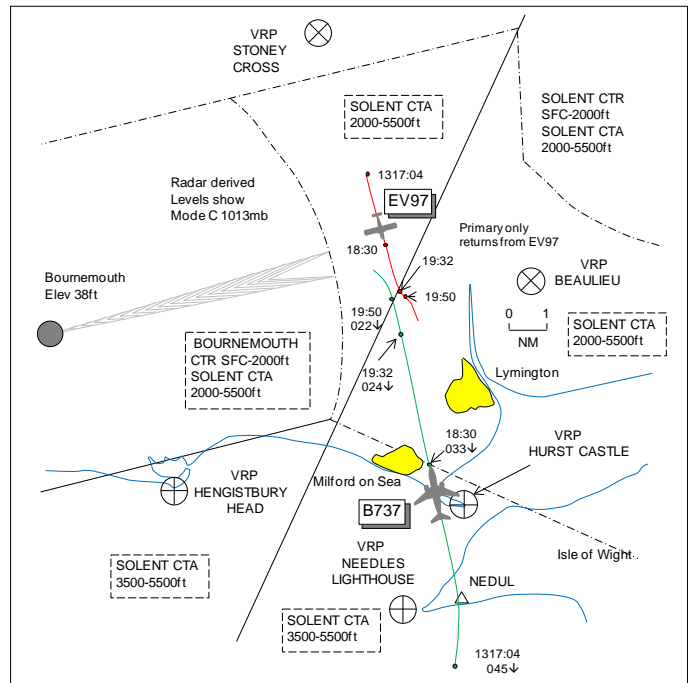 VRP
STONEY
CROSS
SOLENT CTA
2000-5500ft
SOLENT CTR
SFC-2000ft
SOLENT CTA
2000-5500ft
1317:04
Radar derived
Levels show
Mode C 1013mb
EV97
18:30
Primary only
returns from EV97
19:32
19:50
VRP
BEAULIEU
Bournemouth
Elev 38ft
19:50
022↓
0 1
NM
SOLENT CTA
2000-5500ft
BOURNEMOUTH
CTR SFC-2000ft
SOLENT CTA
2000-5500ft
19:32
024↓
Lymington
18:30
033↓
VRP
HURST CASTLE
VRP
HENGISTBURY
HEAD
Milford on Sea
B737
VRP
NEEDLES
LIGHTHOUSE
Isle of Wight
SOLENT CTA
3500-5500ft
NEDUL
SOLENT CTA
3500-5500ft
1317:04
045↓